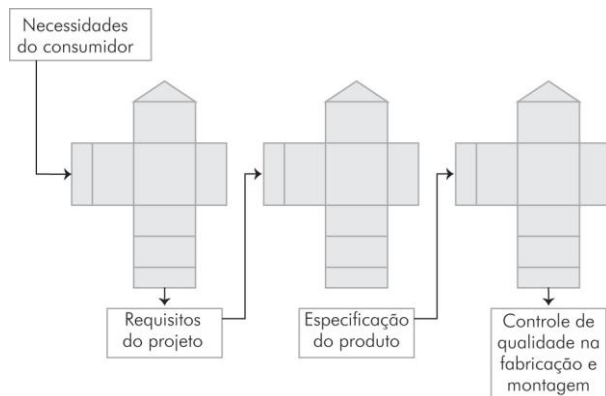 Necessidades
do consumidor
Requisitos
do projeto
Especificação
do produto
Controle de
qualidade na
fabricação e
montagem